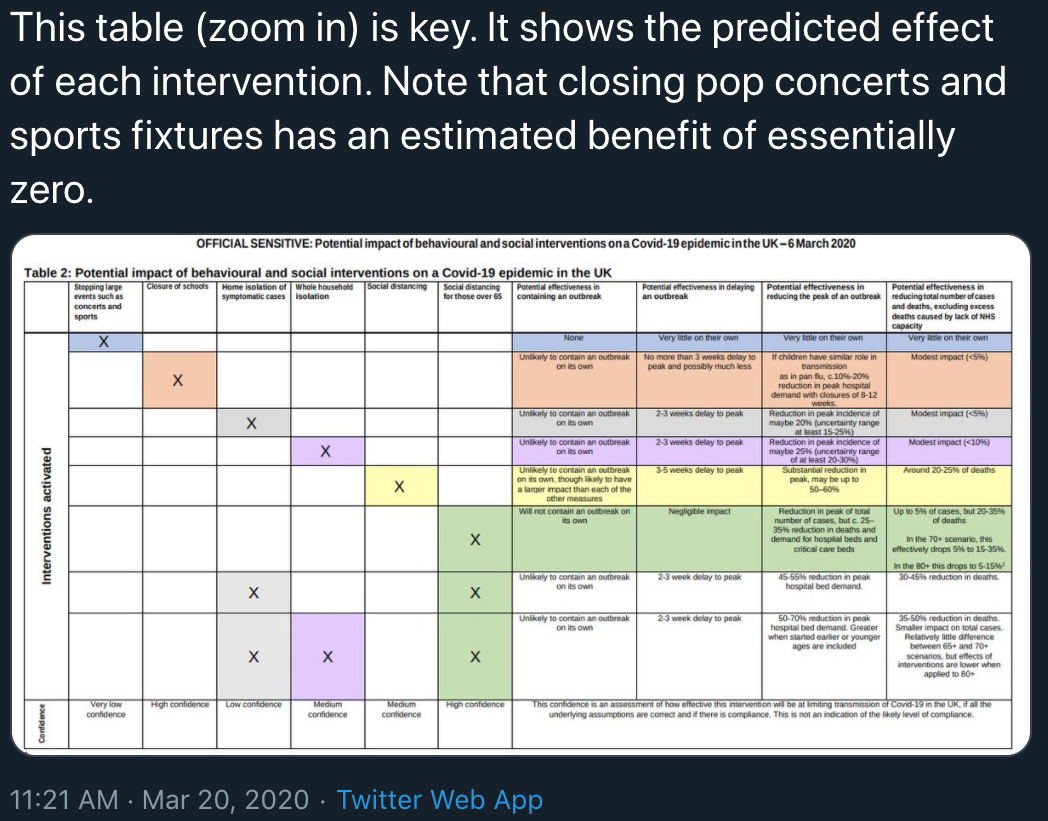 This table (zoom in) is key. It shows the predicted effect
of each intervention. Note that closing pop concerts and
sports fixtures has an estimated benefit of essentially
zero.
OFFICIAL SENSITIVE: Potential impact of behavioural and social interventions on a Covid-19 epidemic in the UK – 6 March 2020
Table 2: Potential impact of behavioural and social interventions on a Covid-19 epidemic in the UK
Stopping large
events such as
concerts and
sports
Closure of schools
Home isolation of
symptomatic cases
Whole household
isolation
Social distancing
Social distancing
for those over 65
Potential effectiveness in
containing an outbreak
Potential effectiveness in delaying
an outbreak
Potential effectiveness in
reducing the peak of an outbreak
Potential effectiveness in
reducing total number of cases
and deaths, excluding excess
deaths caused by lack of NHS
capacity
Interventions activated
X
None
Very little on their own
Very little on their own
Very little on their own
X
Unlikely to contain an outbreak
on its own
No more than 3 weeks delay to
peak and possibly much less
If children have similar role in
transmission
as in pan flu, c.10%-20%
reduction in peak hospital
demand with closures of 8-12
weeks.
Modest impact (<5%)
X
Unlikely to contain an outbreak
on its own
2-3 weeks delay to peak
Reduction in peak incidence of
maybe 20% (uncertainty range
at least 15-25%)
Modest impact (<5%)
X
Unlikely to contain an outbreak
on its own
2-3 weeks delay to peak
Reduction in peak incidence of
maybe 25% (uncertainty range
of at least 20-30%)
Modest impact (<10%)
X
Unlikely to contain an outbreak
on its own, though likely to have
a larger impact than each of the
other measures
3-5 weeks delay to peak
Substantial reduction in
peak, may be up to
50–60%
Around 20-25% of deaths
X
Will not contain an outbreak on
its own
Negligible impact
Reduction in peak of total
number of cases, but c. 25–
35% reduction in deaths and
demand for hospital beds and
critical care beds
Up to 5% of cases, but 20-35%
of deaths
In the 70+ scenario, this
effectively drops 5% to 15-35%.
In the 80+ this drops to 5-15%²
X
X
Unlikely to contain an outbreak
on its own
2-3 week delay to peak
45-55% reduction in peak
hospital bed demand.
30-45% reduction in deaths.
X
X
X
Unlikely to contain an outbreak
on its own
2-3 week delay to peak
50-70% reduction in peak
hospital bed demand. Greater
when started earlier or younger
ages are included
35-50% reduction in deaths.
Smaller impact on total cases.
Relatively little difference
between 65+ and 70+
scenarios, but effects of
interventions are lower when
applied to 80+
Confidence
Very low
confidence
High confidence
Low confidence
Medium
confidence
Medium
confidence
High confidence
This confidence is an assessment of how effective this intervention will be at limiting transmission of Covid-19 in the UK, if all the
underlying assumptions are correct and if there is compliance. This is not an indication of the likely level of compliance.
11:21 AM · Mar 20, 2020 · Twitter Web App